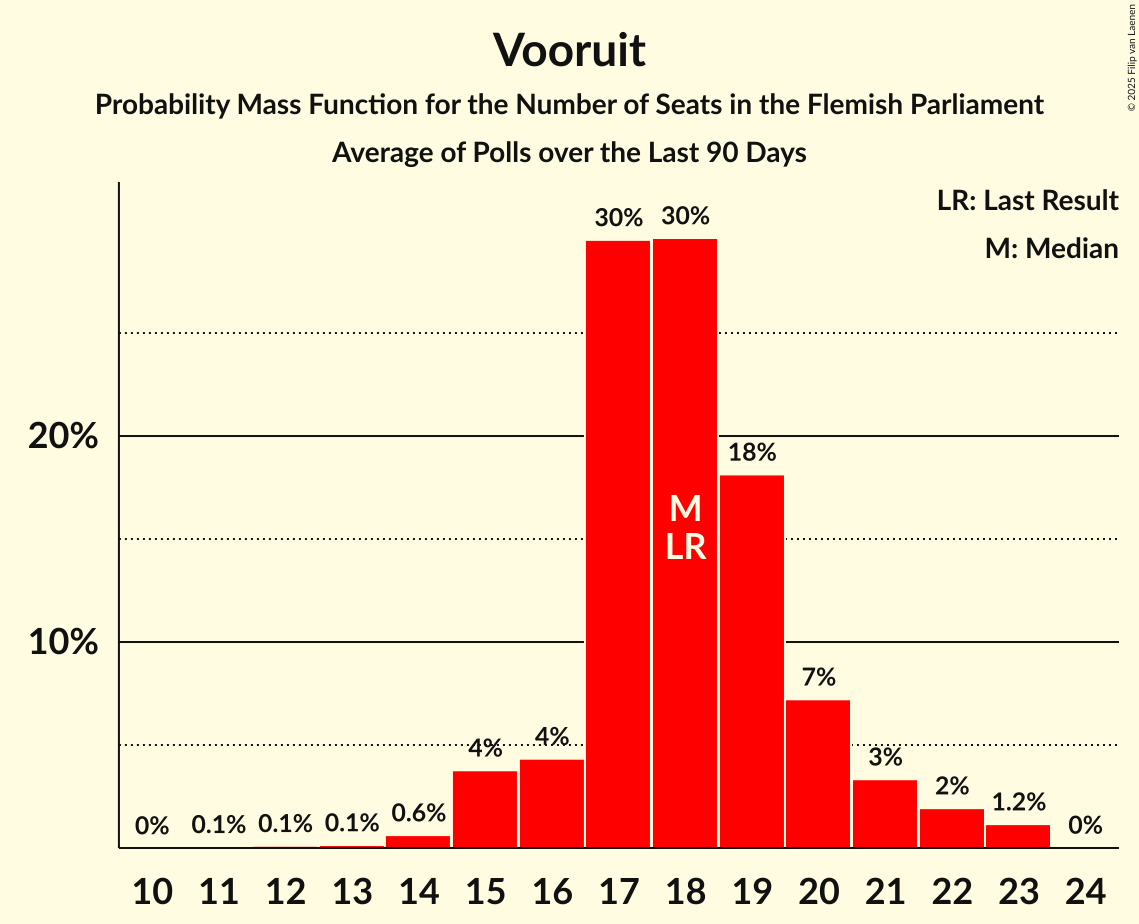 Vooruit
Probability Mass Function for the Number of Seats in the Flemish Parliament
Average of Polls over the Last 90 Days
© 2025 Filip van Laenen
LR: Last Result
M: Median
30% 30%
20%
18%
M
LR
10%
7%
4% 4% 3%
2%
0% 0.1% 0.1% 0.1% 0.6% 1.2% 0%
10 11 12 13 14 15 16 17 18 19 20 21 22 23 24